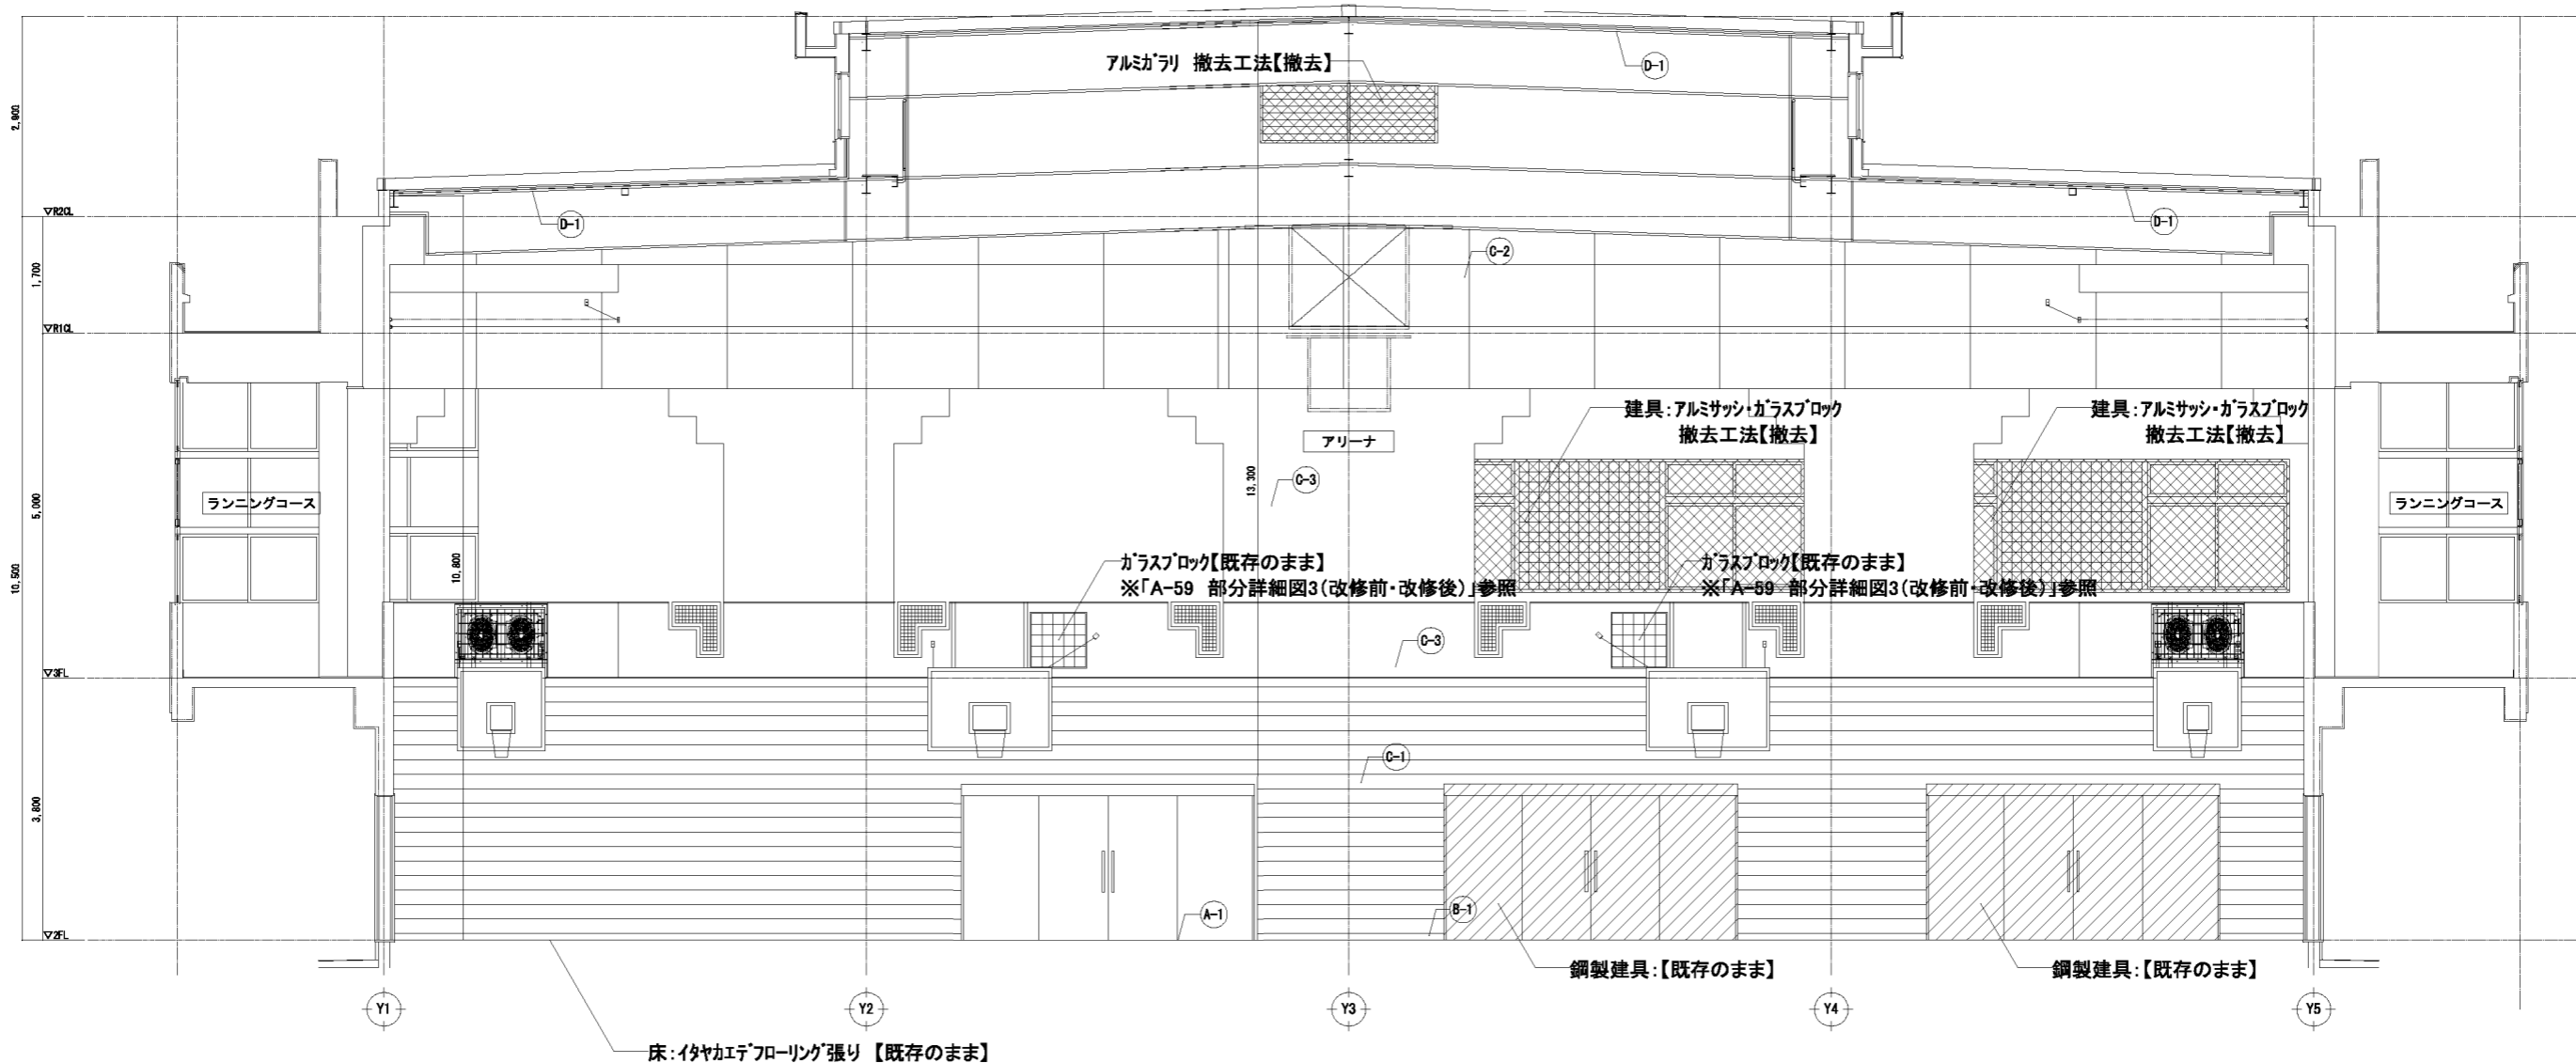 アルミガラリ 撤去工法【撤去】
D-1
2,900
▽R2CL
D-1
D-1
C-2
1,700
▽R1CL
建具:アルミサッシ・ガラスブロック
撤去工法【撤去】
建具:アルミサッシ・ガラスブロック
撤去工法【撤去】
アリーナ
C-3
13,300
ランニングコース
ランニングコース
5,000
10,500
10,800
ガラスブロック【既存のまま】
※「A-59 部分詳細図3(改修前・改修後)」参照
ガラスブロック【既存のまま】
※「A-59 部分詳細図3(改修前・改修後)」参照
C-3
▽3FL
C-1
3,800
A-1
B-1
▽2FL
鋼製建具:【既存のまま】
鋼製建具:【既存のまま】
Y1
Y2
Y3
Y4
Y5
床:イタヤカエデフローリング張り 【既存のまま】